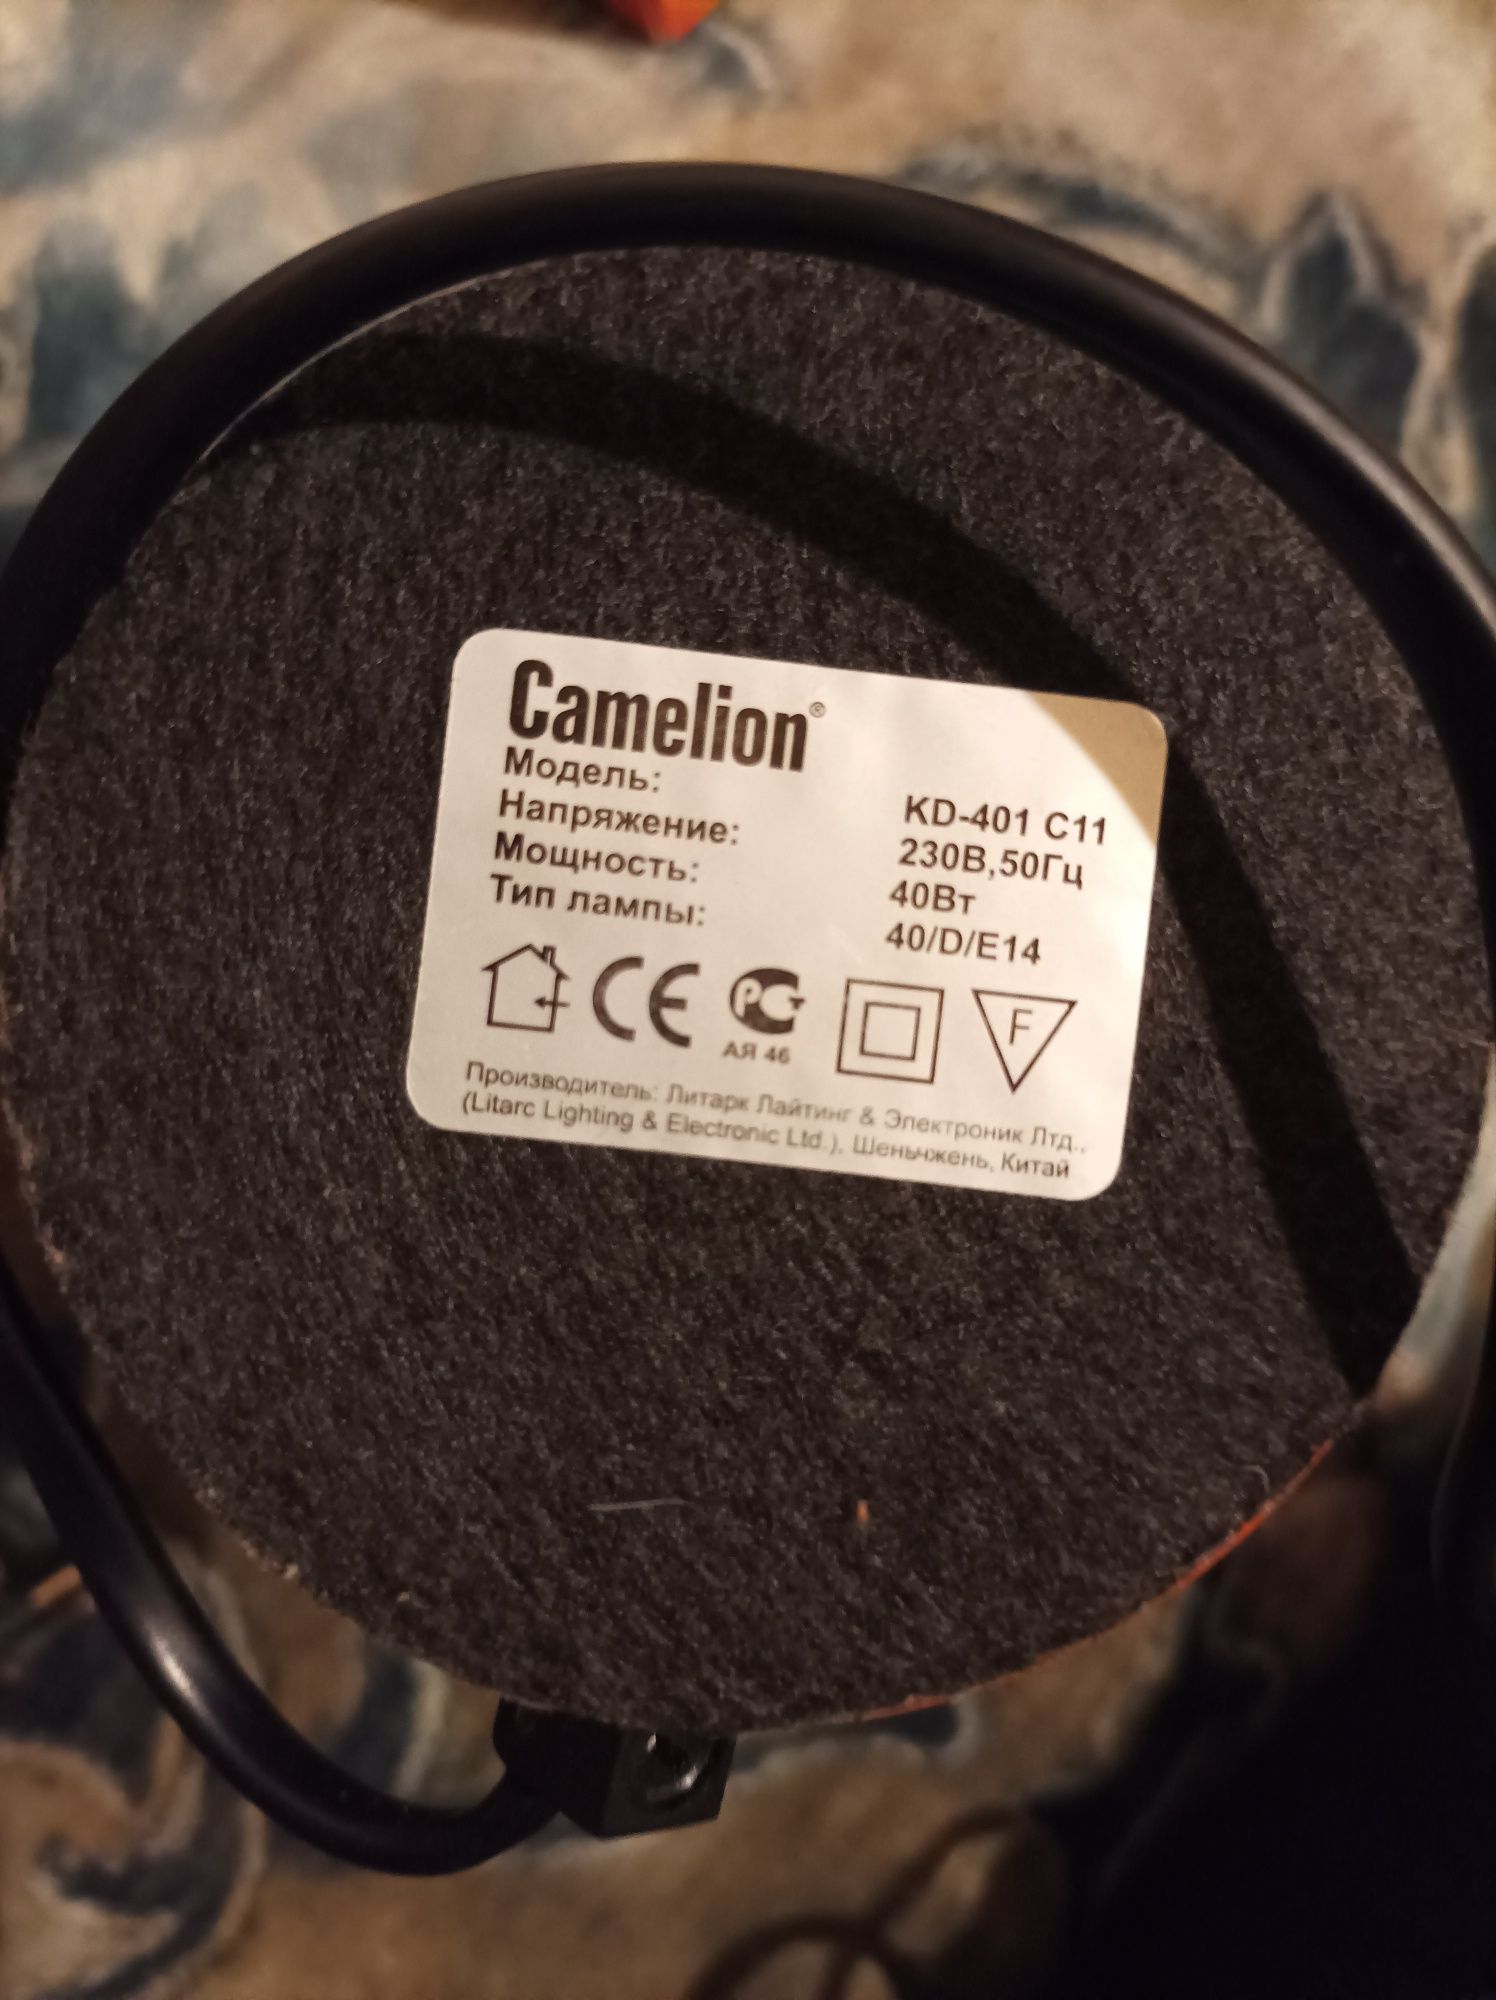 Camelion®
Модель: KD-401 C11
Напряжение: 230В,50Гц
Мощность: 40Вт
Тип лампы: 40/D/E14
CE
РСТ
АЯ 46
F
Производитель: Литарк Лайтинг & Электроник Лтд.,
(Litarc Lighting & Electronic Ltd.), Шеньчжень, Китай